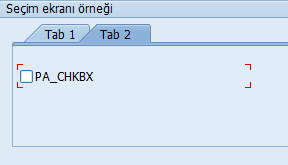 Seçim ekranı örneği
Tab 1 Tab 2
PA_CHKBX